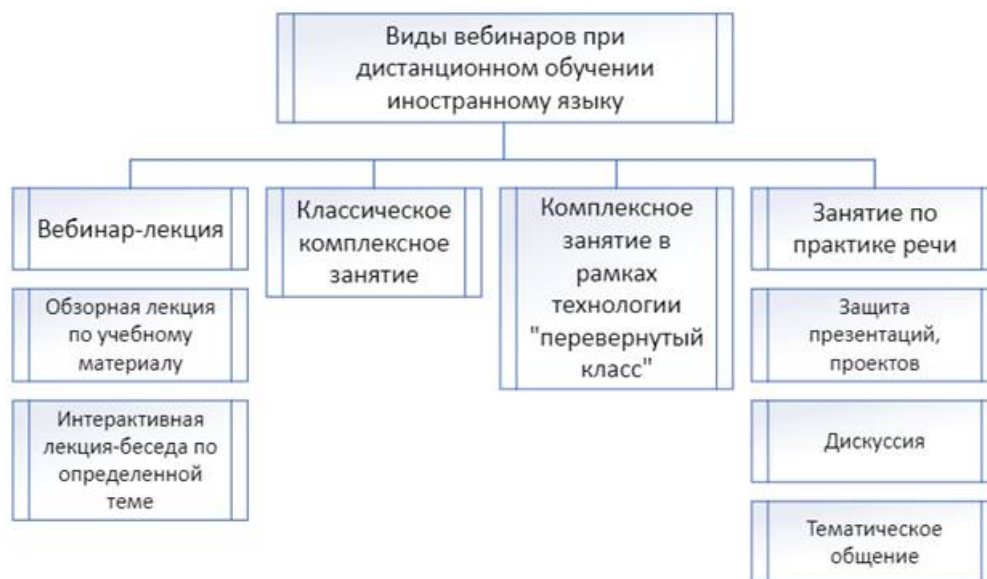 Виды вебинаров при
дистанционном обучении
иностранному языку
Вебинар-лекция
Обзорная лекция
по учебному
материалу
Интерактивная
лекция-беседа по
определенной
теме
Классическое
комплексное
занятие
Комплексное
занятие в
рамках
технологии
"перевернутый
класс"
Занятие по
практике речи
Защита
презентаций,
проектов
Дискуссия
Тематическое
общение